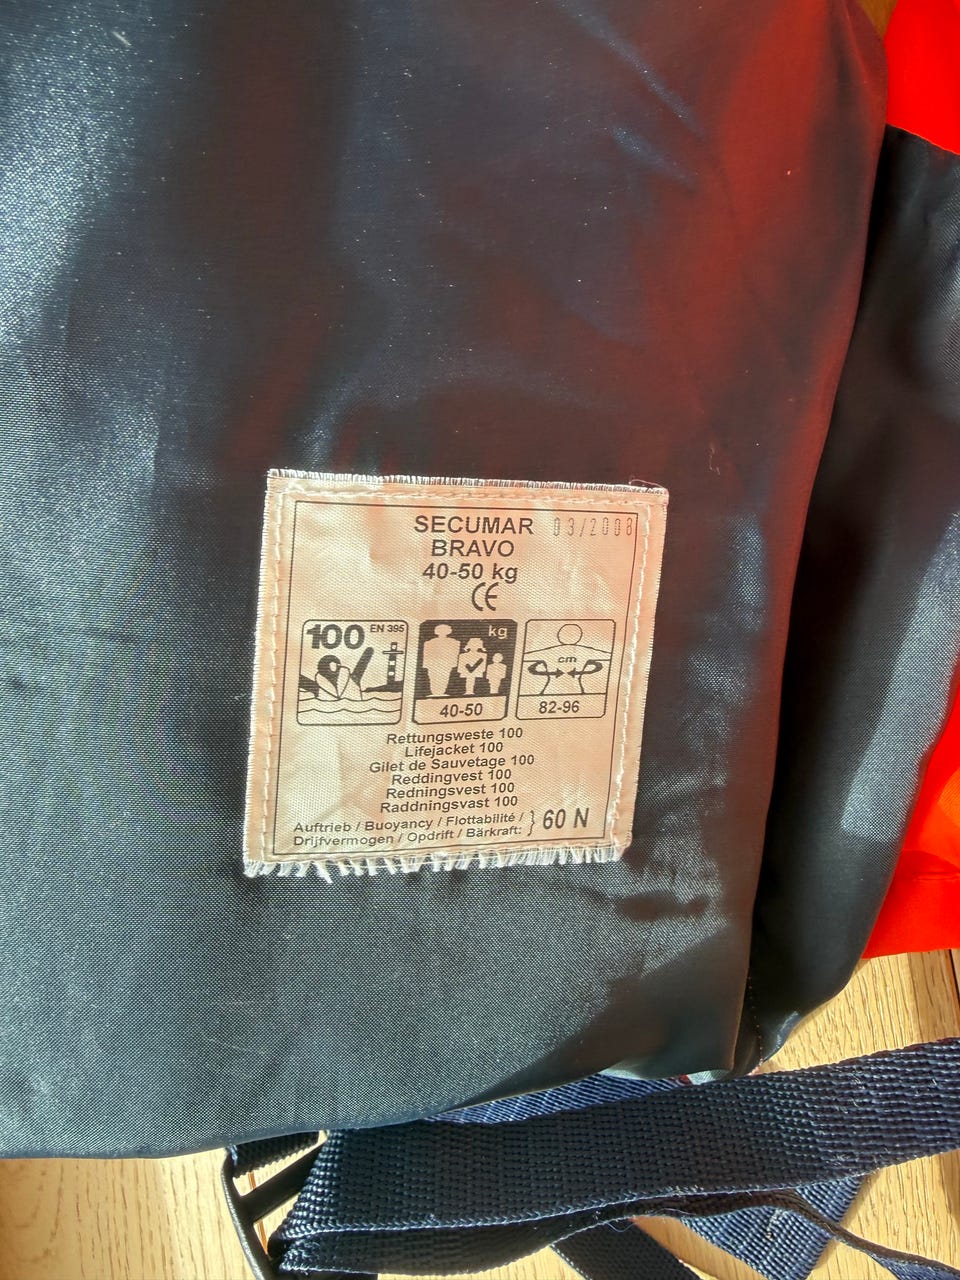 SECUMAR 03/2008
BRAVO
40-50 kg
CE
100 EN 395
kg
40-50
cm
82-96
Rettungsweste 100
Lifejacket 100
Gilet de Sauvetage 100
Reddingvest 100
Redningsvest 100
Raddningsvast 100
Auftrieb / Buoyancy / Flottabilité /
Drijfvermogen / Opdrift / Bärkraft: } 60 N